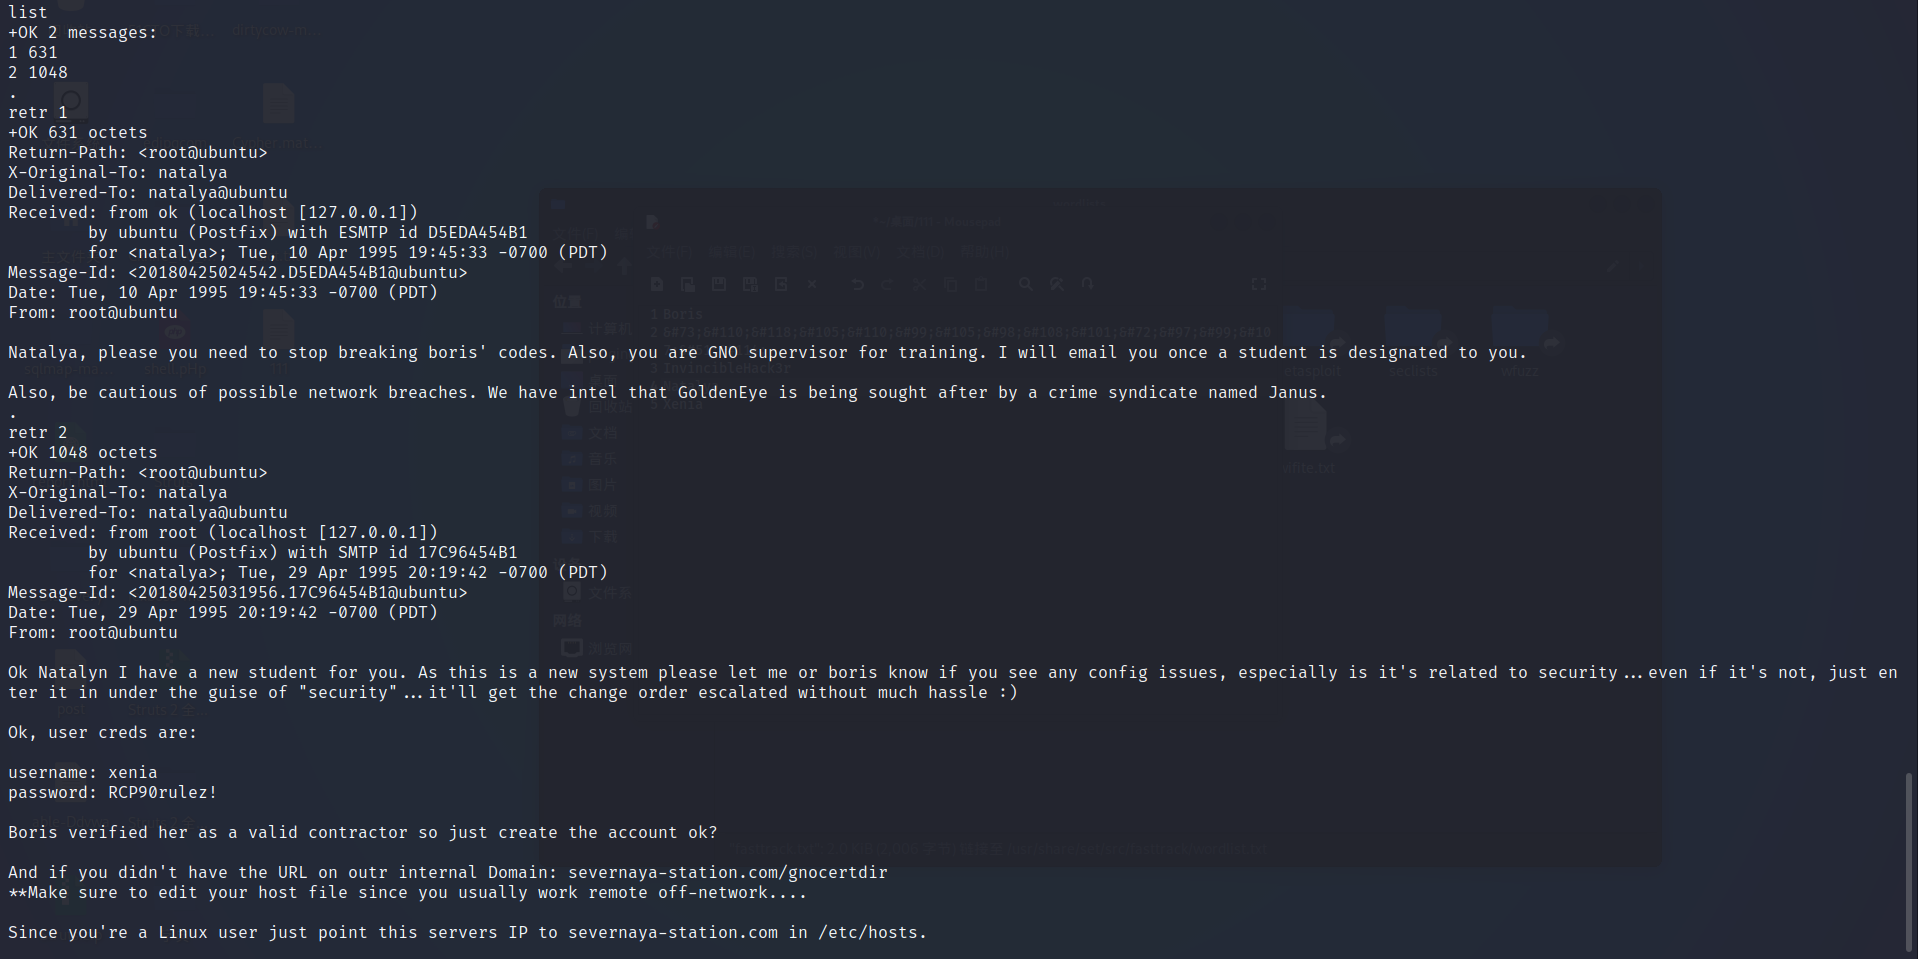 list
+OK 2 messages:
1 631
2 1048
.
retr 1
+OK 631 octets
Return-Path: <root@ubuntu>
X-Original-To: natalya
Delivered-To: natalya@ubuntu
Received: from ok (localhost [127.0.0.1])
        by ubuntu (Postfix) with ESMTP id D5EDA454B1
        for <natalya>; Tue, 10 Apr 1995 19:45:33 -0700 (PDT)
Message-Id: <20180425024542.D5EDA454B1@ubuntu>
Date: Tue, 10 Apr 1995 19:45:33 -0700 (PDT)
From: root@ubuntu

Natalya, please you need to stop breaking boris' codes. Also, you are GNO supervisor for training. I will email you once a student is designated to you.

Also, be cautious of possible network breaches. We have intel that GoldenEye is being sought after by a crime syndicate named Janus.
.
retr 2
+OK 1048 octets
Return-Path: <root@ubuntu>
X-Original-To: natalya
Delivered-To: natalya@ubuntu
Received: from root (localhost [127.0.0.1])
        by ubuntu (Postfix) with SMTP id 17C96454B1
        for <natalya>; Tue, 29 Apr 1995 20:19:42 -0700 (PDT)
Message-Id: <20180425031956.17C96454B1@ubuntu>
Date: Tue, 29 Apr 1995 20:19:42 -0700 (PDT)
From: root@ubuntu

Ok Natalyn I have a new student for you. As this is a new system please let me or boris know if you see any config issues, especially is it's related to security...even if it's not, just en
ter it in under the guise of "security"...it'll get the change order escalated without much hassle :)

Ok, user creds are:

username: xenia
password: RCP90rulez!

Boris verified her as a valid contractor so just create the account ok?

And if you didn't have the URL on outr internal Domain: severnaya-station.com/gnocertdir
**Make sure to edit your host file since you usually work remote off-network....

Since you're a Linux user just point this servers IP to severnaya-station.com in /etc/hosts.